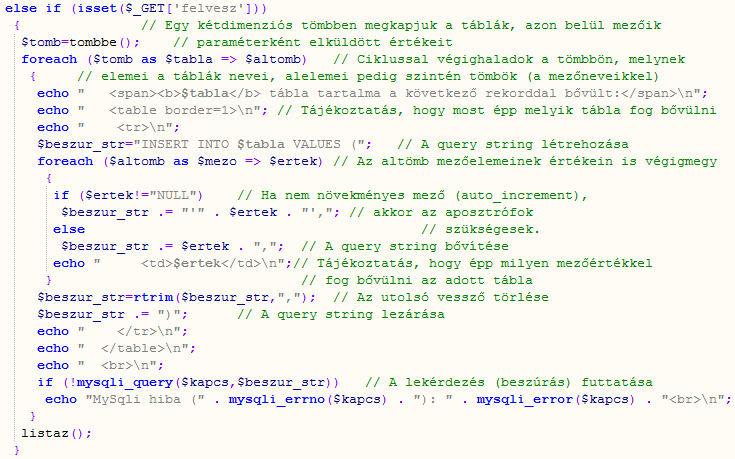 else if (isset($_GET['felvesz']))
{ // Egy kétdimenziós tömbben megkapjuk a táblák, azon belül mezőik
$tomb=tombbe(); // paraméterként elküldött értékeit
foreach ($tomb as $tabla => $altomb) // Ciklussal végighaladok a tömbbön, melynek
{ // elemei a táblák nevei, alelemei pedig szintén tömbök (a mezőneveikkel)
echo " <span><b>$tabla</b> tábla tartalma a következő rekorddal bővült:</span>\n";
echo " <table border=1>\n"; // Tájékoztatás, hogy most épp melyik tábla fog bővülni
echo " <tr>\n";
$beszur_str="INSERT INTO $tabla VALUES ("; // A query string létrehozása
foreach ($altomb as $mezo => $ertek) // Az altömb mezőelemeinek értékein is végigmegy
{
if ($ertek!="NULL") // Ha nem növekményes mező (auto_increment),
$beszur_str .= "'" . $ertek . "',"; // akkor az aposztrófok
else // szükségesek.
$beszur_str .= $ertek . ","; // A query string bővítése
echo " <td>$ertek</td>\n";// Tájékoztatás, hogy épp milyen mezőértékkel
} // fog bővülni az adott tábla
$beszur_str=rtrim($beszur_str,","); // Az utolsó vessző törlése
$beszur_str .= ")"; // A query string lezárása
echo " </tr>\n";
echo " </table>\n";
echo " <br>\n";
if (!mysqli_query($kapcs,$beszur_str)) // A lekérdezés (beszúrás) futtatása
echo "MySqli hiba (" . mysqli_errno($kapcs) . "): " . mysqli_error($kapcs) . "<br>\n";
}
listaz();
}